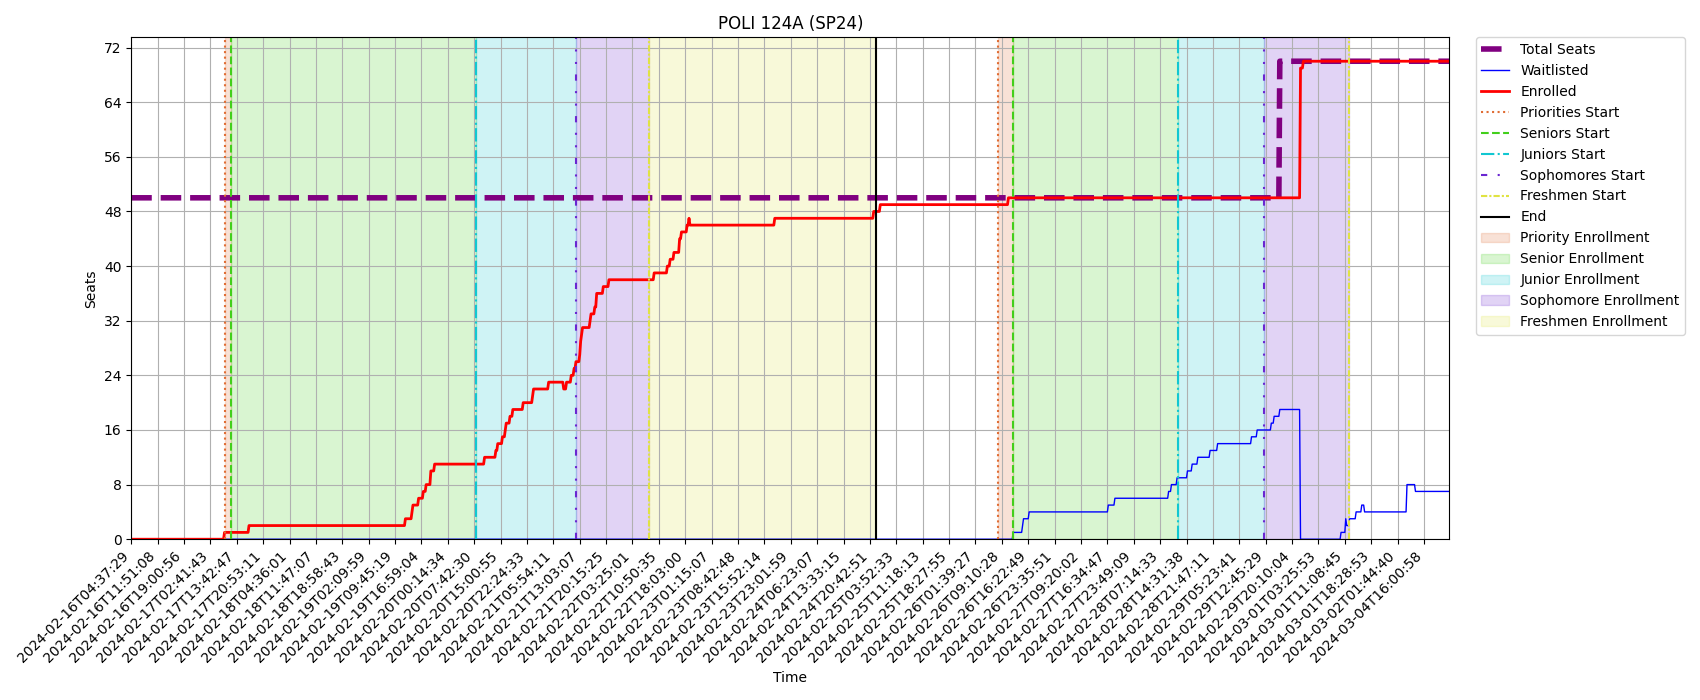 POLI 124A (SP24)
72
64
56
48
40
32
24
16
8
0
Seats
2024-02-16T04:37:29
2024-02-16T11:51:08
2024-02-16T19:00:56
2024-02-17T02:41:43
2024-02-17T13:42:47
2024-02-17T20:53:11
2024-02-18T04:36:01
2024-02-18T11:47:07
2024-02-18T18:58:43
2024-02-19T02:09:59
2024-02-19T09:45:19
2024-02-19T16:59:04
2024-02-20T00:14:34
2024-02-20T07:42:30
2024-02-20T15:00:55
2024-02-20T22:24:33
2024-02-21T05:54:11
2024-02-21T13:03:07
2024-02-21T20:15:25
2024-02-22T03:25:01
2024-02-22T10:50:35
2024-02-22T18:03:00
2024-02-23T01:15:07
2024-02-23T08:42:48
2024-02-23T15:52:14
2024-02-23T23:01:59
2024-02-24T06:23:07
2024-02-24T13:33:15
2024-02-24T20:42:51
2024-02-25T03:52:33
2024-02-25T11:18:13
2024-02-25T18:27:55
2024-02-26T01:39:27
2024-02-26T09:10:28
2024-02-26T16:22:49
2024-02-26T23:35:51
2024-02-27T09:20:02
2024-02-27T16:34:47
2024-02-27T23:49:09
2024-02-28T07:14:33
2024-02-28T14:31:38
2024-02-28T21:47:11
2024-02-29T05:23:41
2024-02-29T12:45:29
2024-02-29T20:10:04
2024-03-01T03:25:53
2024-03-01T11:08:45
2024-03-01T18:28:53
2024-03-02T01:44:40
2024-03-04T16:00:58
Time
Total Seats
Waitlisted
Enrolled
Priorities Start
Seniors Start
Juniors Start
Sophomores Start
Freshmen Start
End
Priority Enrollment
Senior Enrollment
Junior Enrollment
Sophomore Enrollment
Freshmen Enrollment